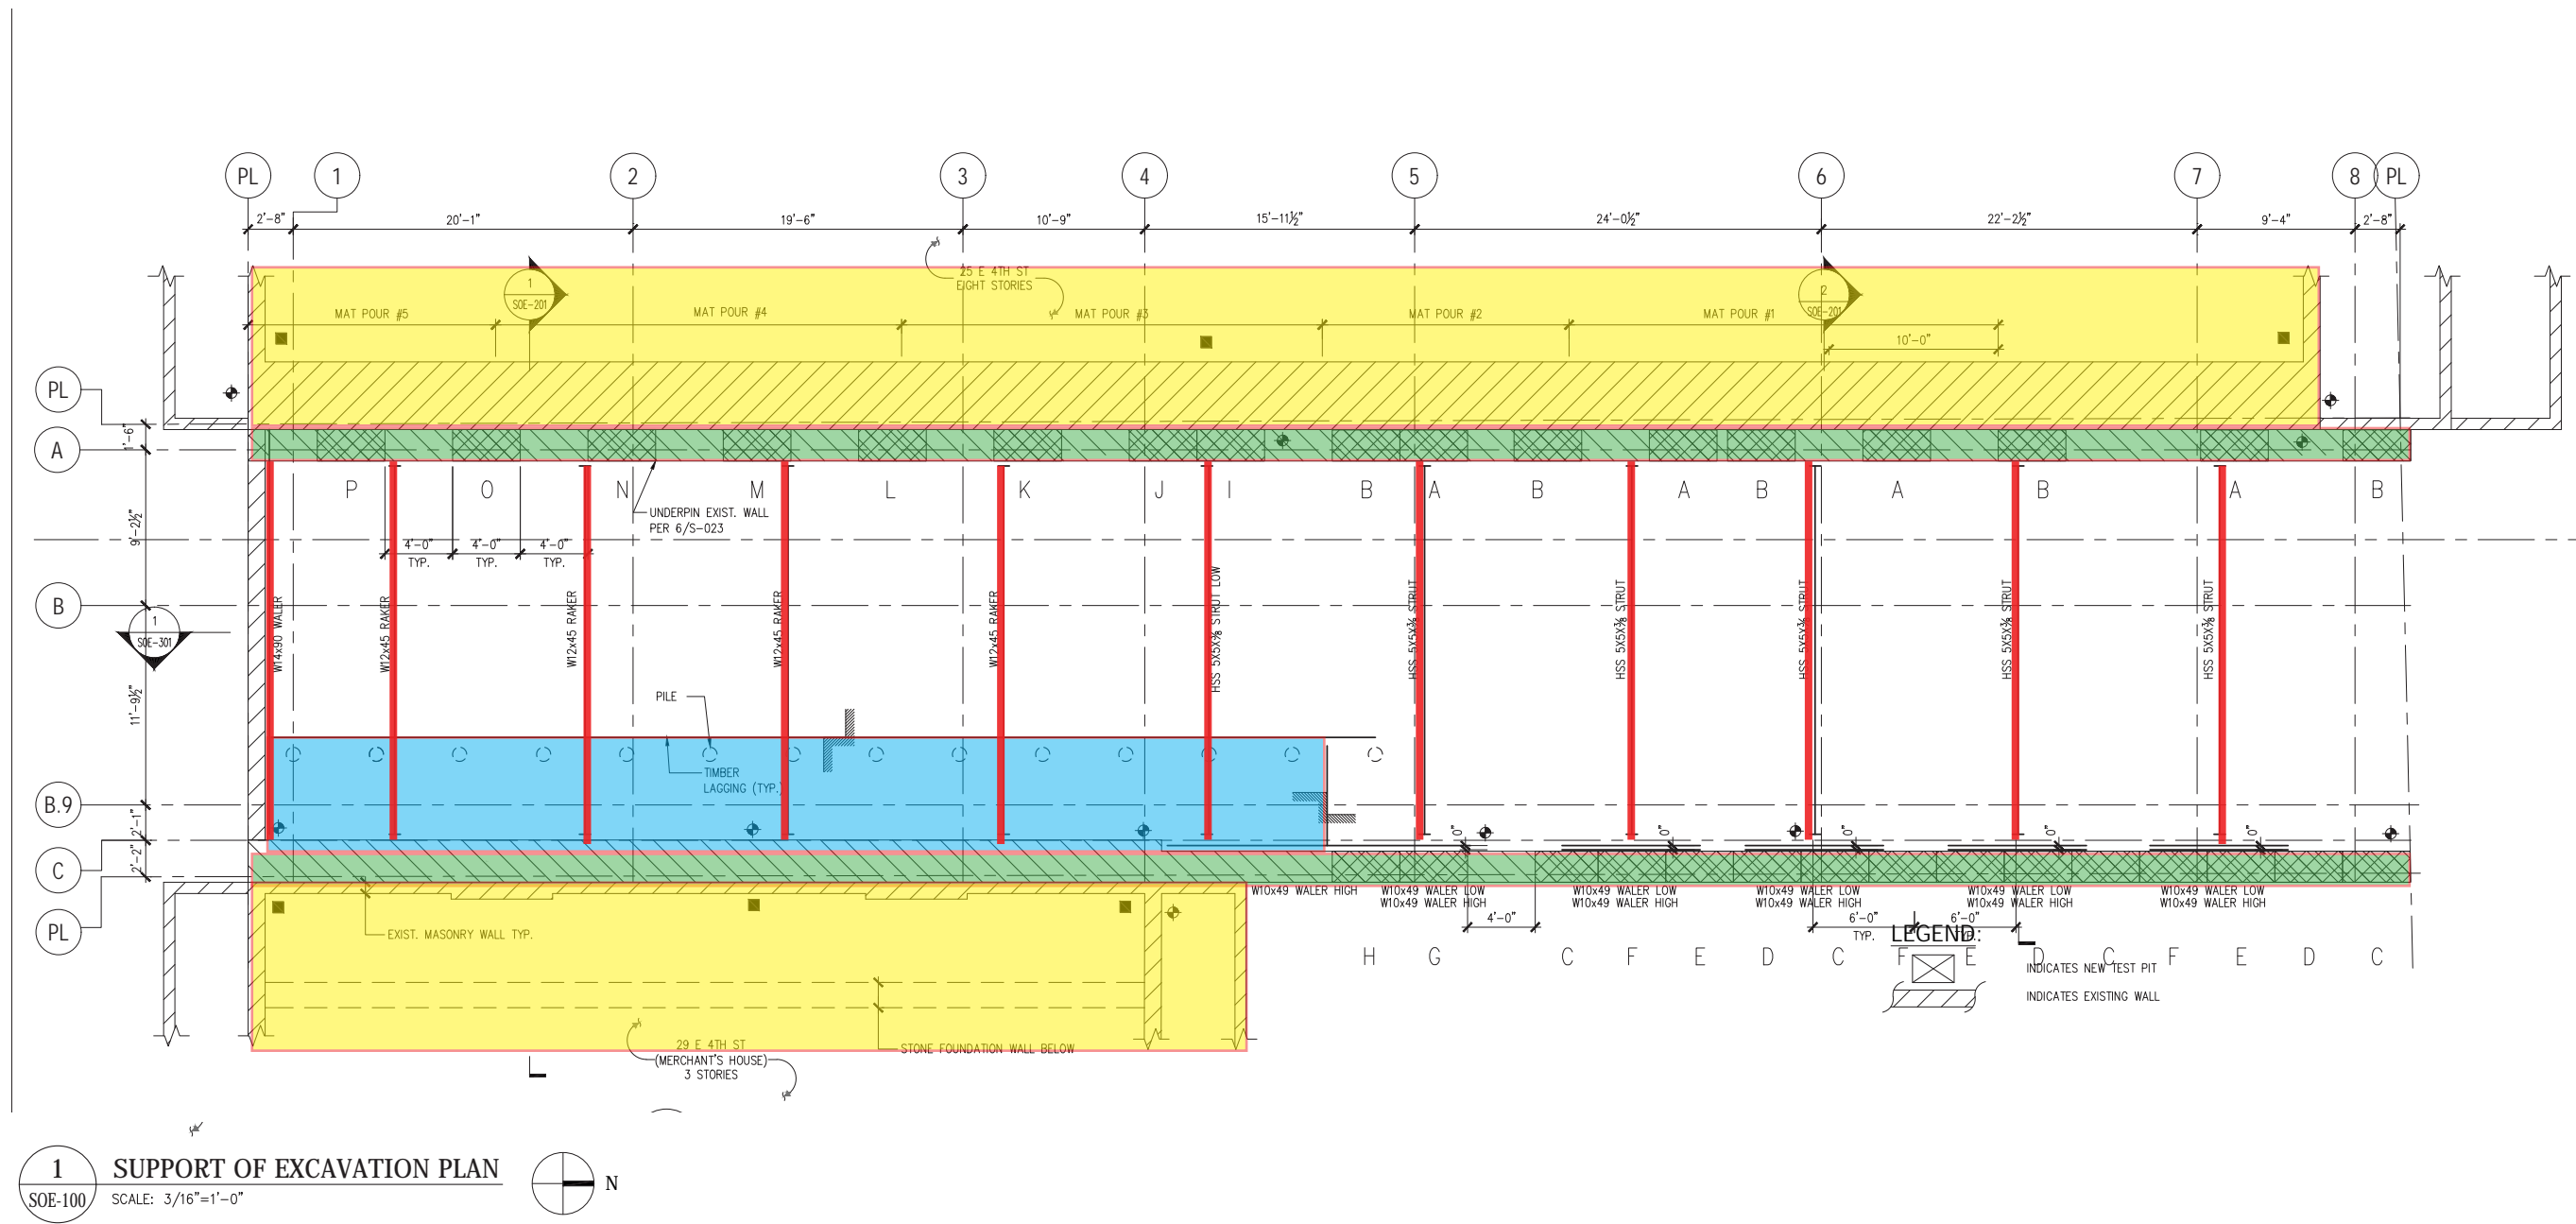 PL 1 2 3 4 5 6 7 8 PL
2'-8" 20'-1" 19'-6" 10'-9" 15'-11½" 24'-0½" 22'-2½" 9'-4" 2'-8"
25 E 4TH ST
EIGHT STORIES
1
SOE-201
2
SOE-201
MAT POUR #5 MAT POUR #4 MAT POUR #3 MAT POUR #2 MAT POUR #1
10'-0"
PL
1'-6"
A
P O N M L K J I B A B A B A B A B
UNDERPIN EXIST. WALL
PER 6/S-023
9'-2½"
4'-0" 4'-0" 4'-0"
TYP. TYP. TYP.
B
1
SOE-301
W14x90 WALER
W12x45 RAKER
W12x45 RAKER
W12x45 RAKER
W12x45 RAKER
HSS 5X5X⅜ STRUT LOW
HSS 5X5X⅜ STRUT
HSS 5X5X⅜ STRUT
HSS 5X5X⅜ STRUT
HSS 5X5X⅜ STRUT
HSS 5X5X⅜ STRUT
11'-9½"
PILE
TIMBER
LAGGING (TYP.)
B.9
2'-1"
C
2'-2"
0" 0" 0" 0" 0"
W10x49 WALER HIGH W10x49 WALER LOW W10x49 WALER LOW W10x49 WALER LOW W10x49 WALER LOW W10x49 WALER LOW
W10x49 WALER HIGH W10x49 WALER HIGH W10x49 WALER HIGH W10x49 WALER HIGH W10x49 WALER HIGH
PL
EXIST. MASONRY WALL TYP.
4'-0" 6'-0" 6'-0"
TYP. TYP.
LEGEND:
H G C F E D C F E D C F E D C
INDICATES NEW TEST PIT
INDICATES EXISTING WALL
29 E 4TH ST
(MERCHANT'S HOUSE)
3 STORIES
STONE FOUNDATION WALL BELOW
1
SOE-100
SUPPORT OF EXCAVATION PLAN
SCALE: 3/16"=1'-0"
N